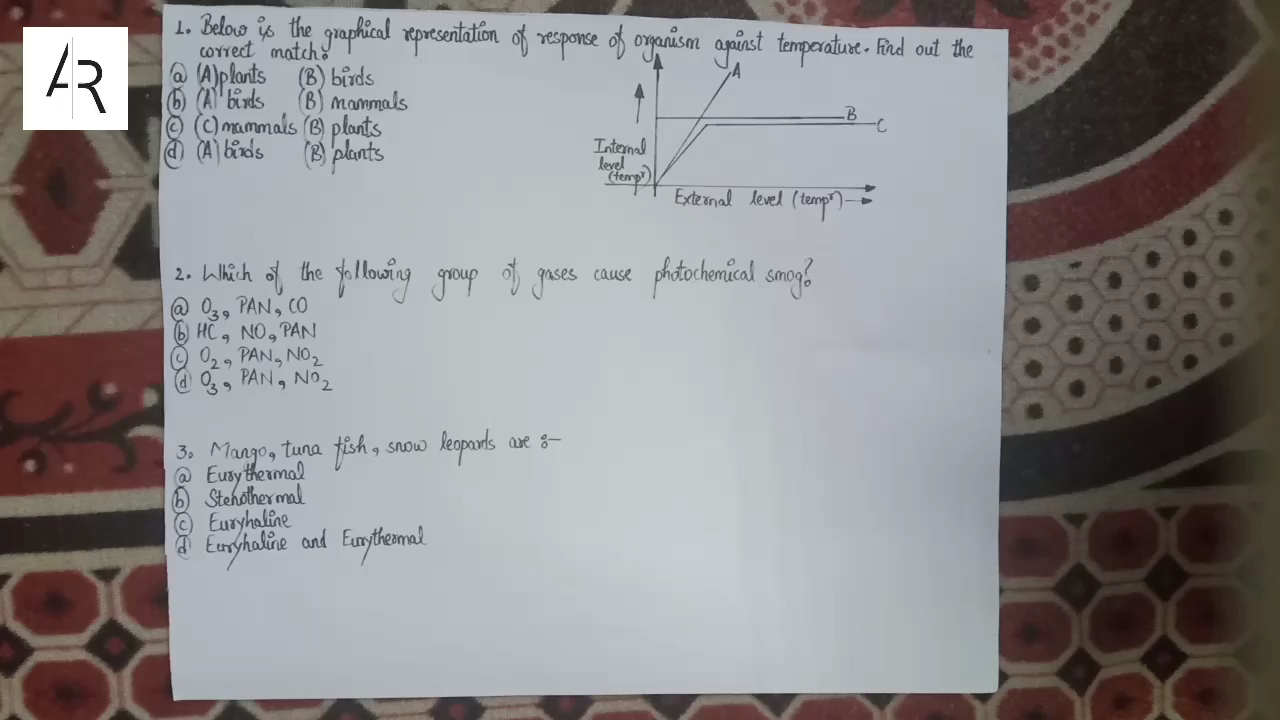 AR
1. Below is the graphical representation of response of organism against temperature. Find out the
correct match:
(a) (A) plants (B) birds
(b) (A) birds (B) mammals
(c) (C) mammals (B) plants
(d) (A) birds (B) plants
A
B
C
Internal
level
(tempr)
External level (tempr)
2. Which of the following group of gases cause photochemical smog?
(a) O3, PAN, CO
(b) HC, NO, PAN
(c) O2, PAN, NO2
(d) O3, PAN, NO2
3. Mango, tuna fish, snow leopards are :-
(a) Eurythermal
(b) Stenothermal
(c) Euryhaline
(d) Euryhaline and Eurythermal